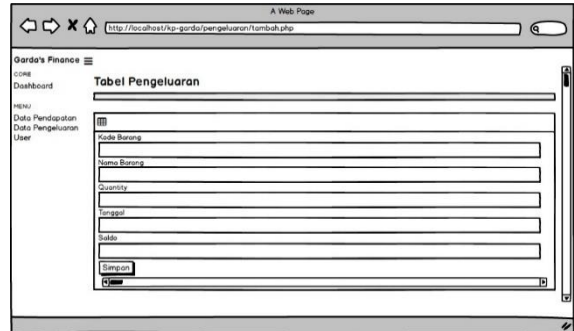 A Web Page
http://localhost/kp-garda/pengeluaran/tambah.php
Garda's Finance
CORE
Dashboard
MENU
Data Pendapatan
Data Pengeluaran
User
Tabel Pengeluaran
Kode Barang
Nama Barang
Quantity
Tanggal
Saldo
Simpan